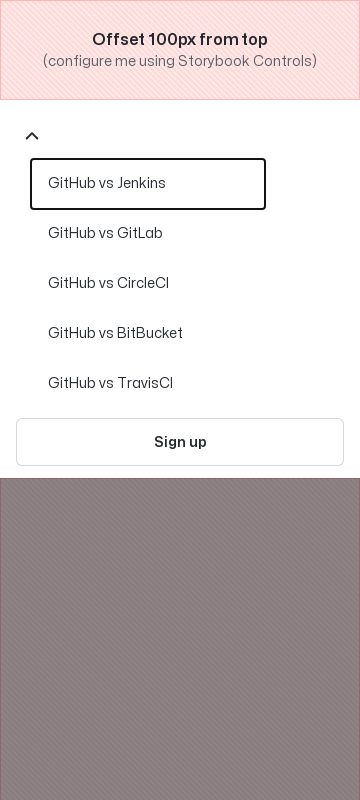 Offset 100px from top
(configure me using Storybook Controls)
GitHub vs Jenkins
GitHub vs GitLab
GitHub vs CircleCI
GitHub vs BitBucket
GitHub vs TravisCI
Sign up